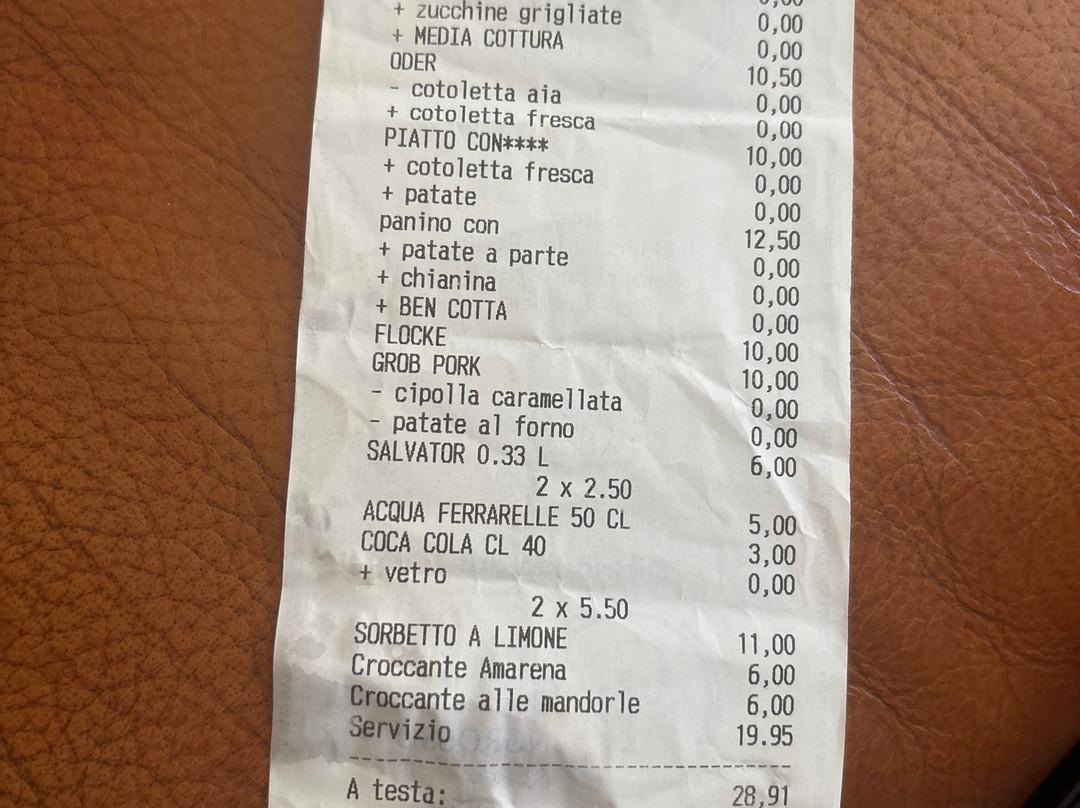 0,00
+ zucchine grigliate 0,00
+ MEDIA COTTURA 0,00
ODER 10,50
- cotoletta aia 0,00
+ cotoletta fresca 0,00
PIATTO CON**** 10,00
+ cotoletta fresca 0,00
+ patate 0,00
panino con 12,50
+ patate a parte 0,00
+ chianina 0,00
+ BEN COTTA 0,00
FLOCKE 10,00
GROB PORK 10,00
- cipolla caramellata 0,00
- patate al forno 0,00
SALVATOR 0.33 L 6,00
2 x 2.50
ACQUA FERRARELLE 50 CL 5,00
COCA COLA CL 40 3,00
+ vetro 0,00
2 x 5.50
SORBETTO A LIMONE 11,00
Croccante Amarena 6,00
Croccante alle mandorle 6,00
Servizio 19.95
A testa: 28,91